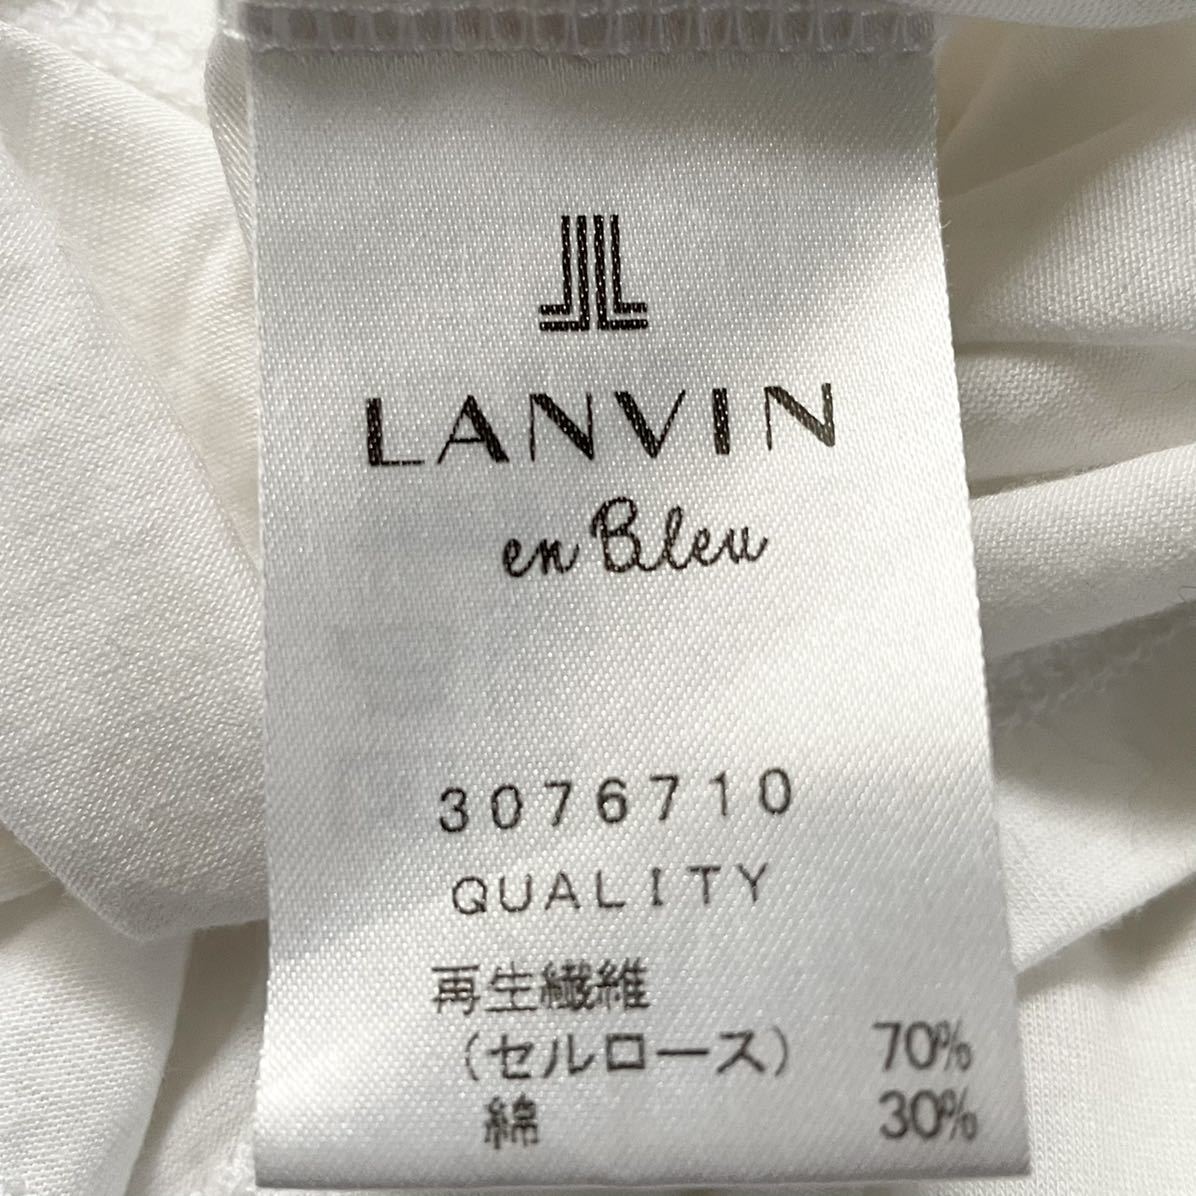 LANVIN
en Bleu
3076710
QUALITY
再生繊維
(セルロース) 70%
綿 30%